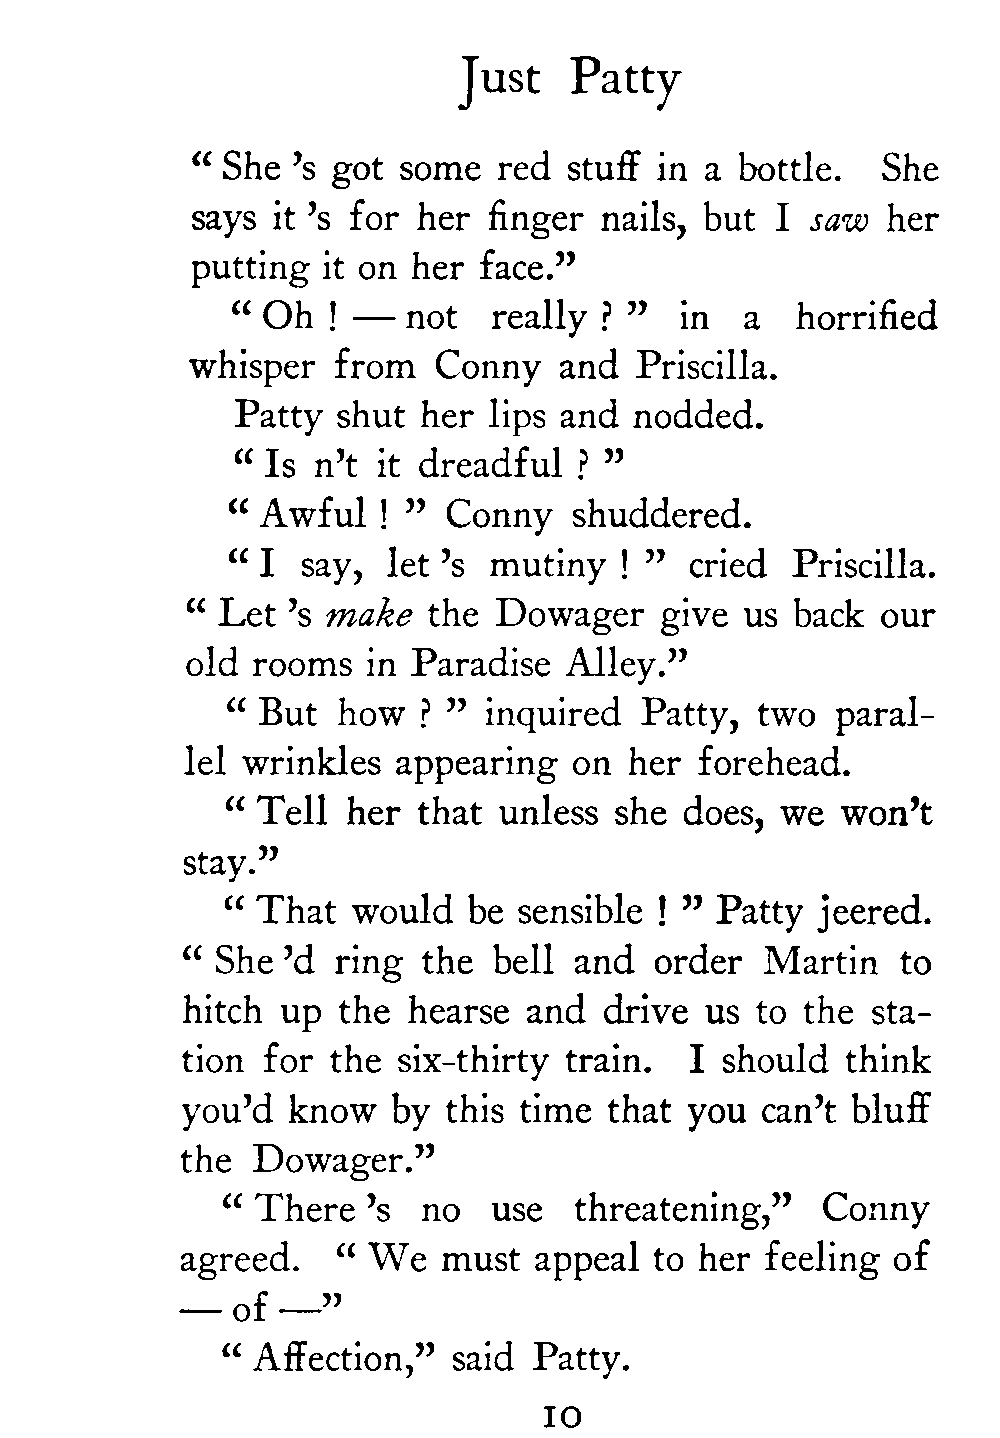 Just Patty
“ She ’s got some red stuff in a bottle. She
says it ’s for her finger nails, but I saw her
putting it on her face.”
“ Oh ! — not really ? ” in a horrified
whisper from Conny and Priscilla.
Patty shut her lips and nodded.
“ Is n’t it dreadful ? ”
“ Awful ! ” Conny shuddered.
“ I say, let ’s mutiny ! ” cried Priscilla.
“ Let ’s make the Dowager give us back our
old rooms in Paradise Alley.”
“ But how ? ” inquired Patty, two paral-
lel wrinkles appearing on her forehead.
“ Tell her that unless she does, we won’t
stay.”
“ That would be sensible ! ” Patty jeered.
“ She ’d ring the bell and order Martin to
hitch up the hearse and drive us to the sta-
tion for the six-thirty train. I should think
you’d know by this time that you can’t bluff
the Dowager.”
“ There ’s no use threatening,” Conny
agreed. “ We must appeal to her feeling of
— of —”
“ Affection,” said Patty.
10